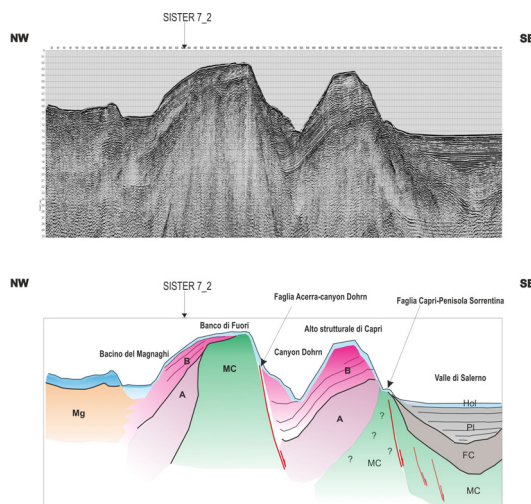 SISTER 7_2
NW
SE
NW
SE
SISTER 7_2
Faglia Acerra-canyon Dohrn
Faglia Capri-Penisola Sorrentina
Banco di Fuori
Alto strutturale di Capri
Bacino del Magnaghi
Canyon Dohrn
Valle di Salerno
B
MC
B
A
A
Mg
Hol
Pl
FC
?
?
?
?
MC
MC